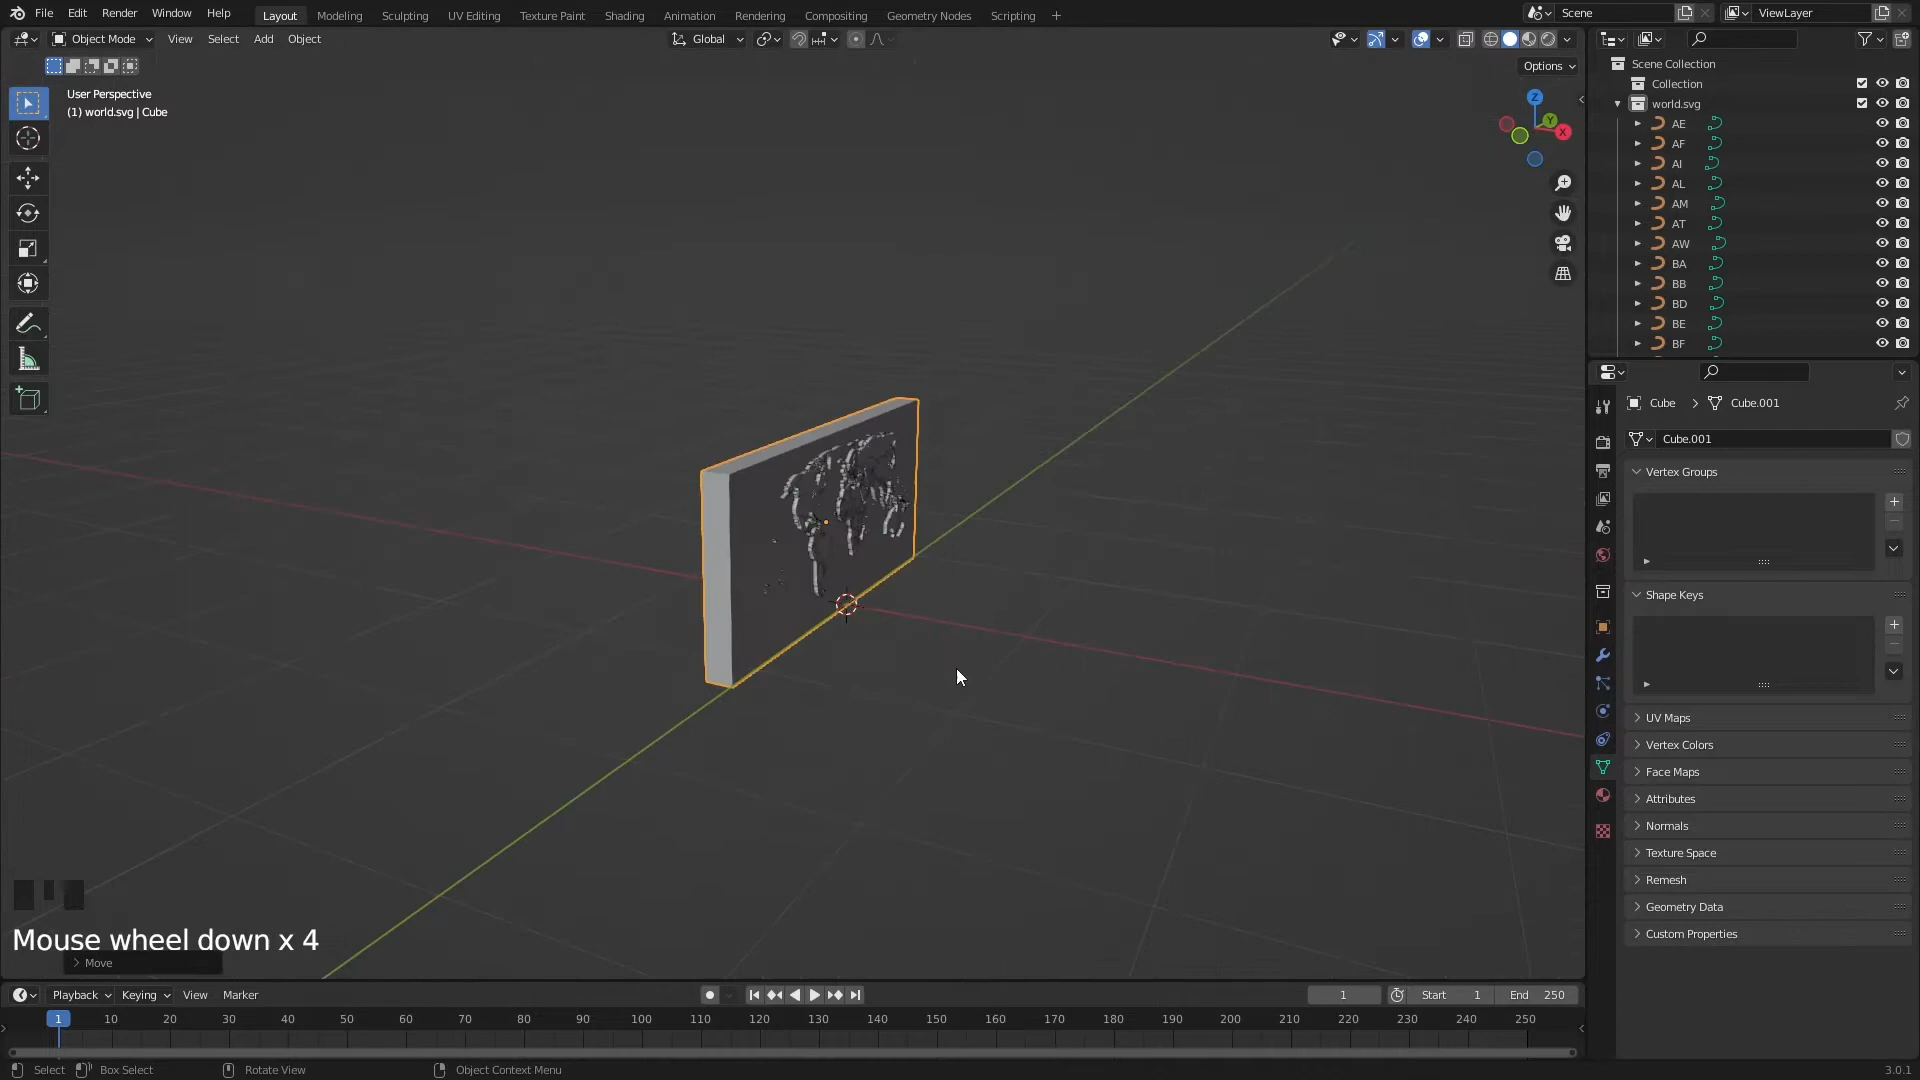 File Edit Render Window Help Layout Modeling Sculpting UV Editing Texture Paint Shading Animation Rendering Compositing Geometry Nodes Scripting + Scene ViewLayer
Object Mode View Select Add Object Global
Options
User Perspective
(1) world.svg | Cube
Z
Y
X
Scene Collection
Collection
world.svg
AE
AF
AI
AL
AM
AT
AW
BA
BB
BD
BE
BF
Cube > Cube.001
Cube.001
Vertex Groups
Shape Keys
UV Maps
Vertex Colors
Face Maps
Attributes
Normals
Texture Space
Remesh
Geometry Data
Custom Properties
Mouse wheel down x 4
Move
Playback Keying View Marker 1 Start 1 End 250
1 10 20 30 40 50 60 70 80 90 100 110 120 130 140 150 160 170 180 190 200 210 220 230 240 250
Select Box Select Rotate View Object Context Menu 3.0.1